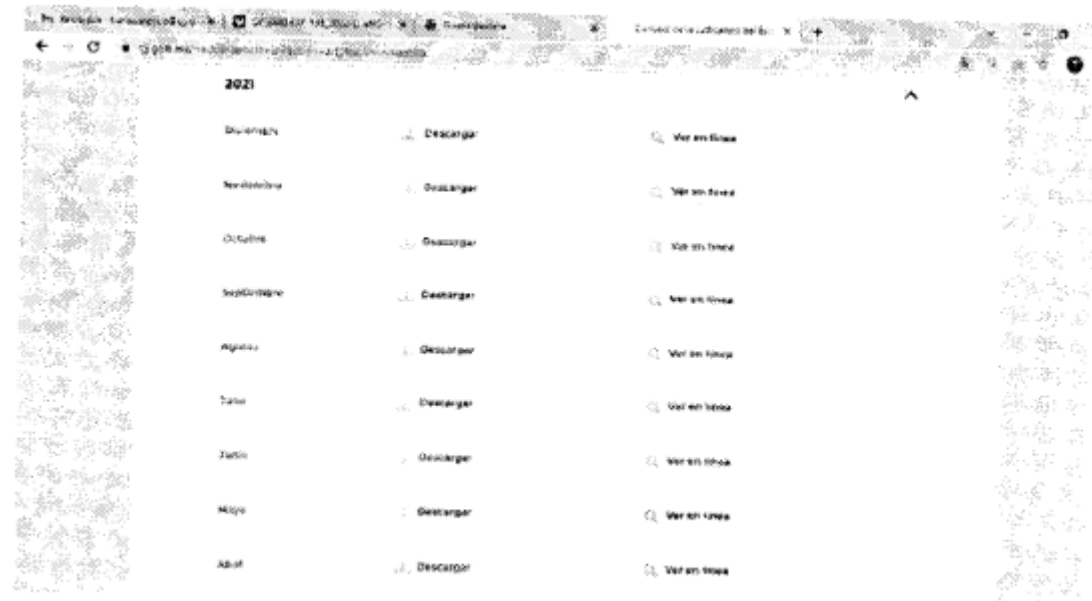 2021
Diciembre Descargar Ver en línea
Noviembre Descargar Ver en línea
Octubre Descargar Ver en línea
Septiembre Descargar Ver en línea
Agosto Descargar Ver en línea
Julio Descargar Ver en línea
Junio Descargar Ver en línea
Mayo Descargar Ver en línea
Abril Descargar Ver en línea